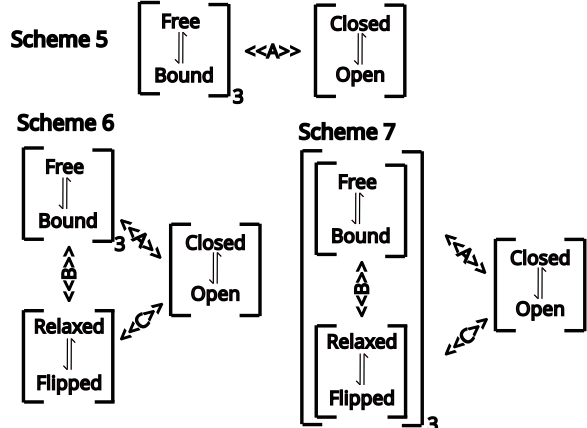 Scheme 5
Free
Bound
3
<<A>>
Closed
Open
Scheme 6
Free
Bound
3
<<A>>
<<B>>
Closed
Open
Relaxed
Flipped
<<C>>
Scheme 7
Free
Bound
<<A>>
<<B>>
Closed
Open
Relaxed
Flipped
<<C>>
3